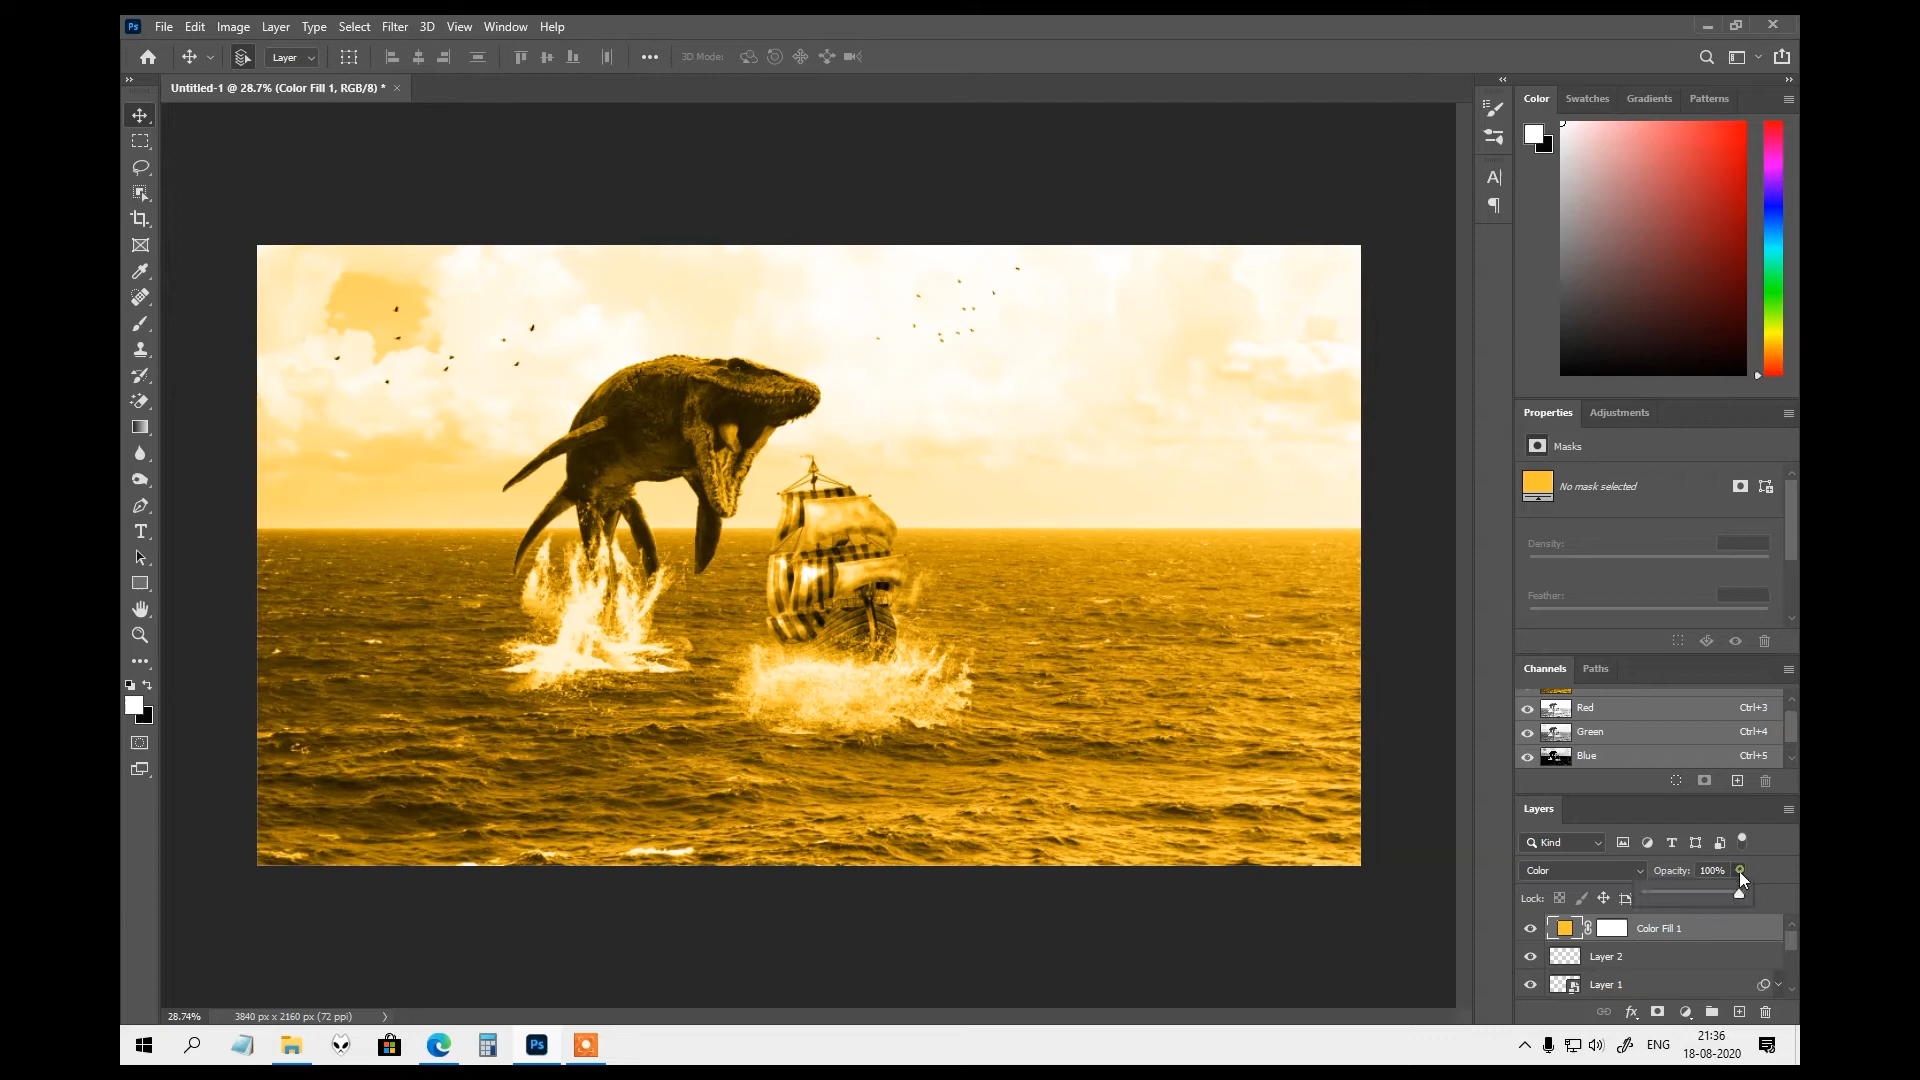 Ps File Edit Image Layer Type Select Filter 3D View Window Help
Layer 3D Mode:
Untitled-1 @ 28.7% (Color Fill 1, RGB/8) *
Color Swatches Gradients Patterns
Properties Adjustments
Masks
No mask selected
Density:
Feather:
Channels Paths
Red Ctrl+3
Green Ctrl+4
Blue Ctrl+5
Layers
Kind
Color Opacity: 100%
Lock:
Color Fill 1
Layer 2
Layer 1
28.74% 3840 px x 2160 px (72 ppi)
Ps ENG 21:36
18-08-2020